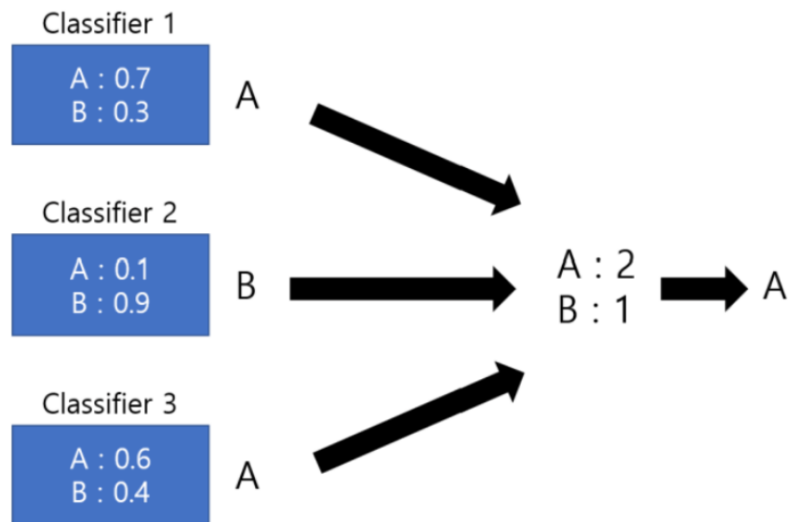 Classifier 1
A : 0.7
B : 0.3
A
Classifier 2
A : 0.1
B : 0.9
B
Classifier 3
A : 0.6
B : 0.4
A
A : 2
B : 1
A